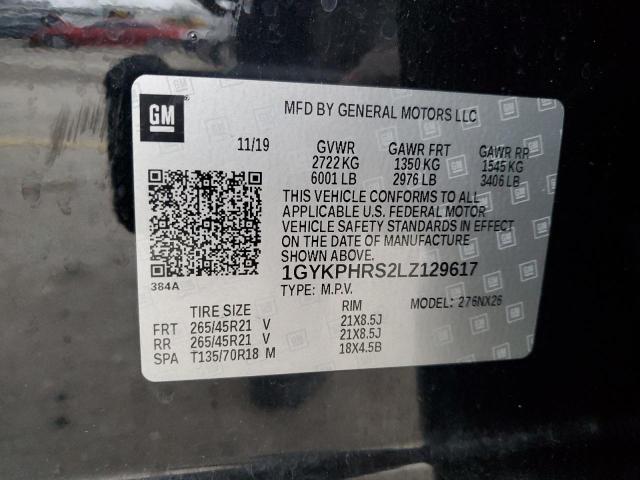 GM
MFD BY GENERAL MOTORS LLC
11/19 GVWR GAWR FRT GAWR RR
2722 KG 1350 KG 1545 KG
6001 LB 2976 LB 3406 LB
THIS VEHICLE CONFORMS TO ALL
APPLICABLE U.S. FEDERAL MOTOR
VEHICLE SAFETY STANDARDS IN EFFECT
ON THE DATE OF MANUFACTURE
SHOWN ABOVE.
384A
1GYKPHRS2LZ129617
TYPE: M.P.V. MODEL: 276NX26
TIRE SIZE RIM
FRT 265/45R21 V 21X8.5J
RR 265/45R21 V 21X8.5J
SPA T135/70R18 M 18X4.5B